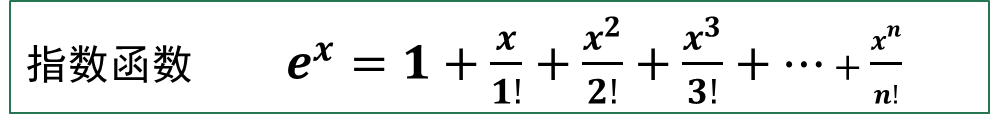 指数函数 e^x = 1 + x/1! + x^2/2! + x^3/3! + ⋯ + x^n/n!